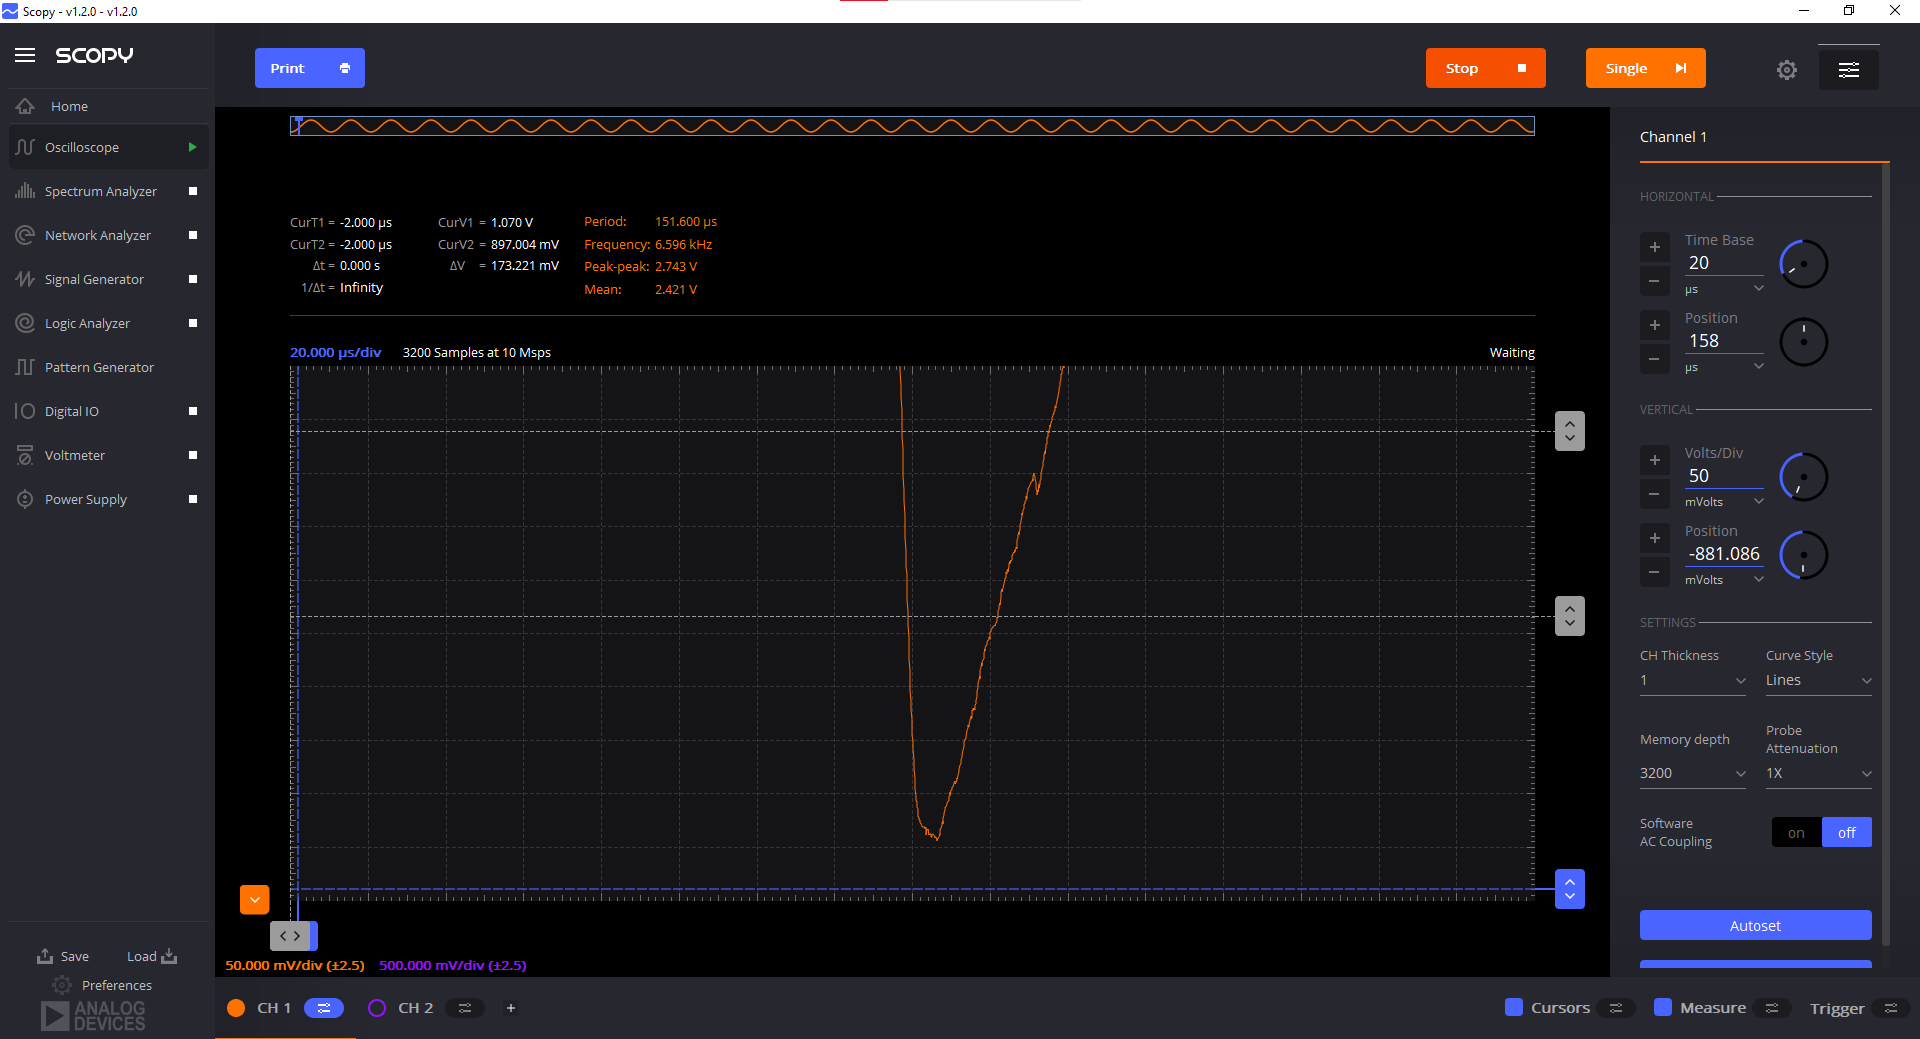 Scopy - v1.2.0 - v1.2.0
SCOPY
Print
Stop
Single
Home
Oscilloscope
Spectrum Analyzer
Network Analyzer
Signal Generator
Logic Analyzer
Pattern Generator
Digital IO
Voltmeter
Power Supply
Save
Load
Preferences
ANALOG
DEVICES
CurT1 = -2.000 µs CurV1 = 1.070 V Period: 151.600 µs
CurT2 = -2.000 µs CurV2 = 897.004 mV Frequency: 6.596 kHz
Δt = 0.000 s ΔV = 173.221 mV Peak-peak: 2.743 V
1/Δt = Infinity Mean: 2.421 V
20.000 µs/div 3200 Samples at 10 Msps Waiting
50.000 mV/div (±2.5) 500.000 mV/div (±2.5)
CH 1 CH 2 +
Cursors Measure Trigger
Channel 1
HORIZONTAL
Time Base
+ 20
- µs
Position
+ 158
- µs
VERTICAL
Volts/Div
+ 50
- mVolts
Position
+ -881.086
- mVolts
SETTINGS
CH Thickness Curve Style
1 Lines
Memory depth Probe
Attenuation
3200 1X
Software
AC Coupling
on off
Autoset